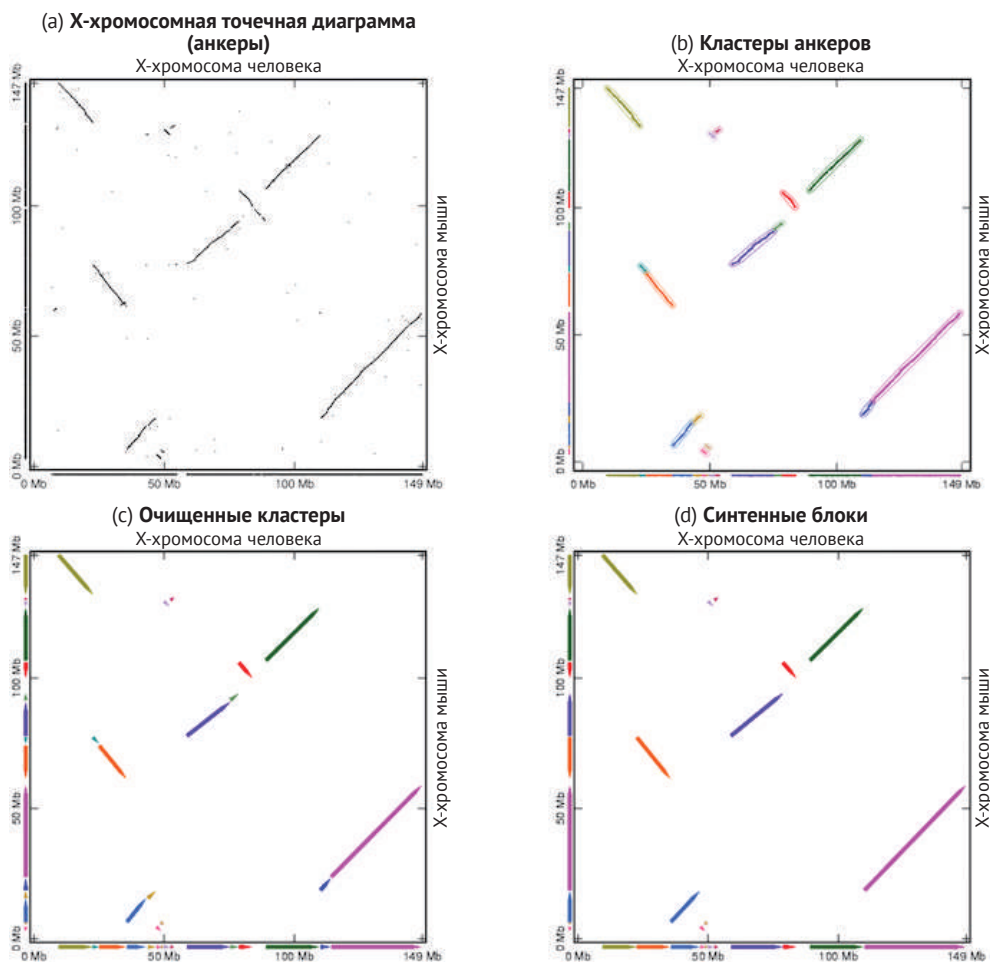 (a) Х-хромосомная точечная диаграмма
(анкеры)
Х-хромосома человека
147 Mb
100 Mb
50 Mb
0 Mb
Х-хромосома мыши
0 Mb
50 Mb
100 Mb
149 Mb
(b) Кластеры анкеров
Х-хромосома человека
147 Mb
100 Mb
50 Mb
0 Mb
Х-хромосома мыши
0 Mb
50 Mb
100 Mb
149 Mb
(c) Очищенные кластеры
Х-хромосома человека
147 Mb
100 Mb
50 Mb
0 Mb
Х-хромосома мыши
0 Mb
50 Mb
100 Mb
149 Mb
(d) Синтенные блоки
Х-хромосома человека
147 Mb
100 Mb
50 Mb
0 Mb
Х-хромосома мыши
0 Mb
50 Mb
100 Mb
149 Mb